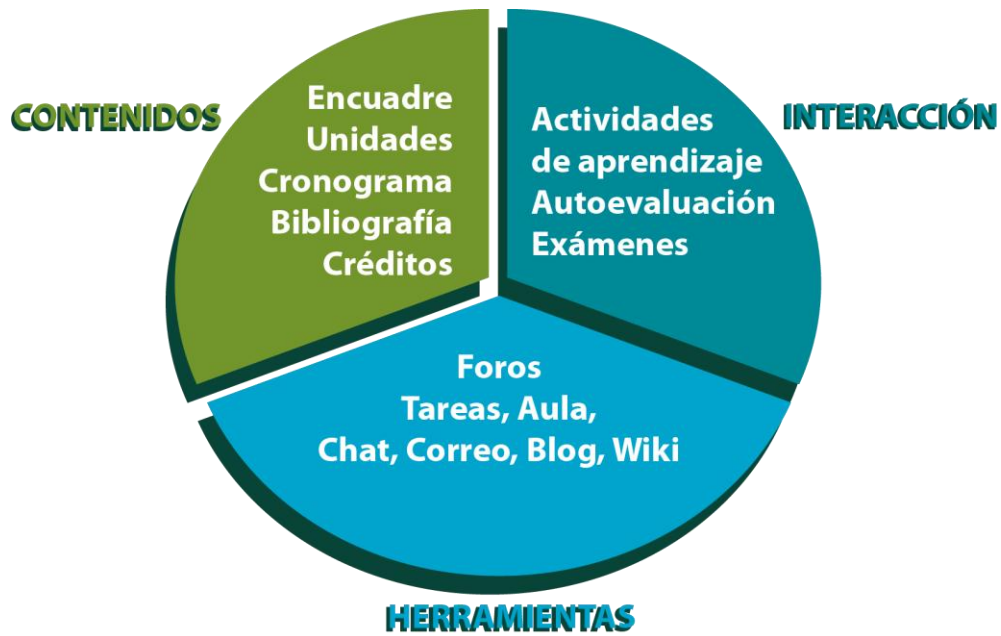 CONTENIDOS
Encuadre
Unidades
Cronograma
Bibliografía
Créditos
INTERACCIÓN
Actividades
de aprendizaje
Autoevaluación
Exámenes
Foros
Tareas, Aula,
Chat, Correo, Blog, Wiki
HERRAMIENTAS